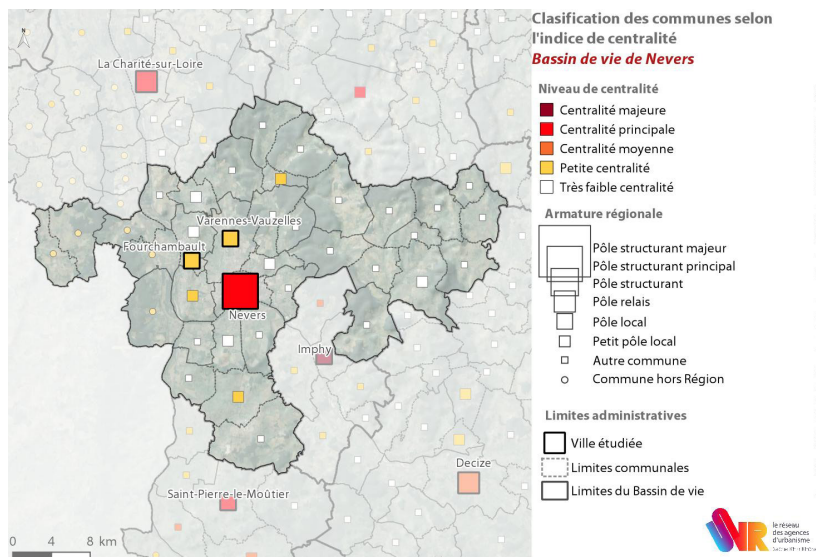 Clasification des communes selon
l'indice de centralité
Bassin de vie de Nevers
Niveau de centralité
Centralité majeure
Centralité principale
Centralité moyenne
Petite centralité
Très faible centralité
Armature régionale
Pôle structurant majeur
Pôle structurant principal
Pôle structurant
Pôle relais
Pôle local
Petit pôle local
Autre commune
Commune hors Région
Limites administratives
Ville étudiée
Limites communales
Limites du Bassin de vie
N
La Charité-sur-Loire
Varennes-Vauzelles
Fourchambault
Nevers
Imphy
Decize
Saint-Pierre-le-Moûtier
0 4 8 km
le réseau
des agences
d'urbanisme